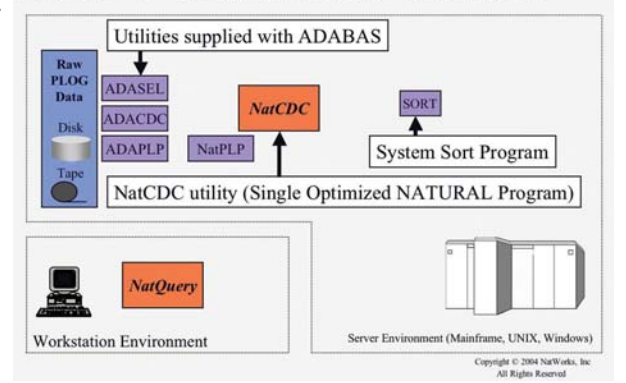 Utilities supplied with ADABAS
Raw
PLOG
Data
Disk
Tape
ADASEL
ADACDC
ADAPLP
NatPLP
NatCDC
SORT
System Sort Program
NatCDC utility (Single Optimized NATURAL Program)
NatQuery
Workstation Environment
Server Environment (Mainframe, UNIX, Windows)
Copyright © 2004 NatWorks, Inc
All Rights Reserved